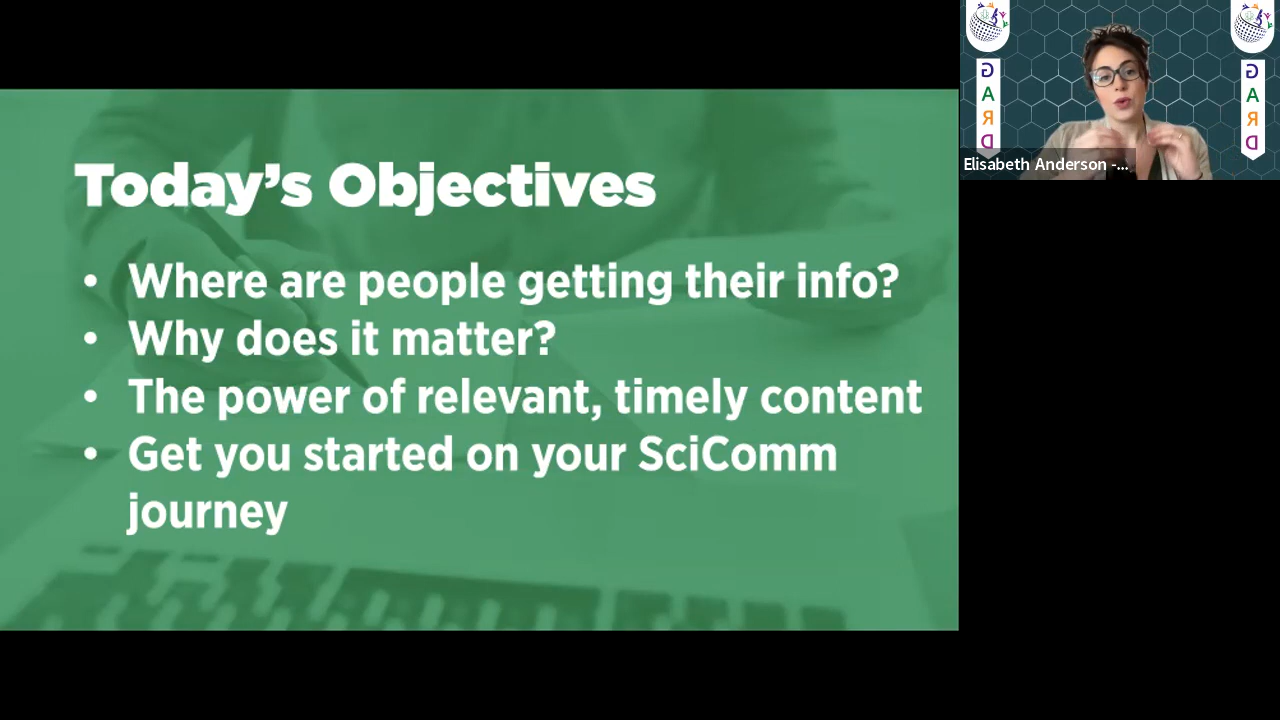 Today's Objectives
• Where are people getting their info?
• Why does it matter?
• The power of relevant, timely content
• Get you started on your SciComm
journey
G
A
R
D
G
A
R
D
Elisabeth Anderson -...